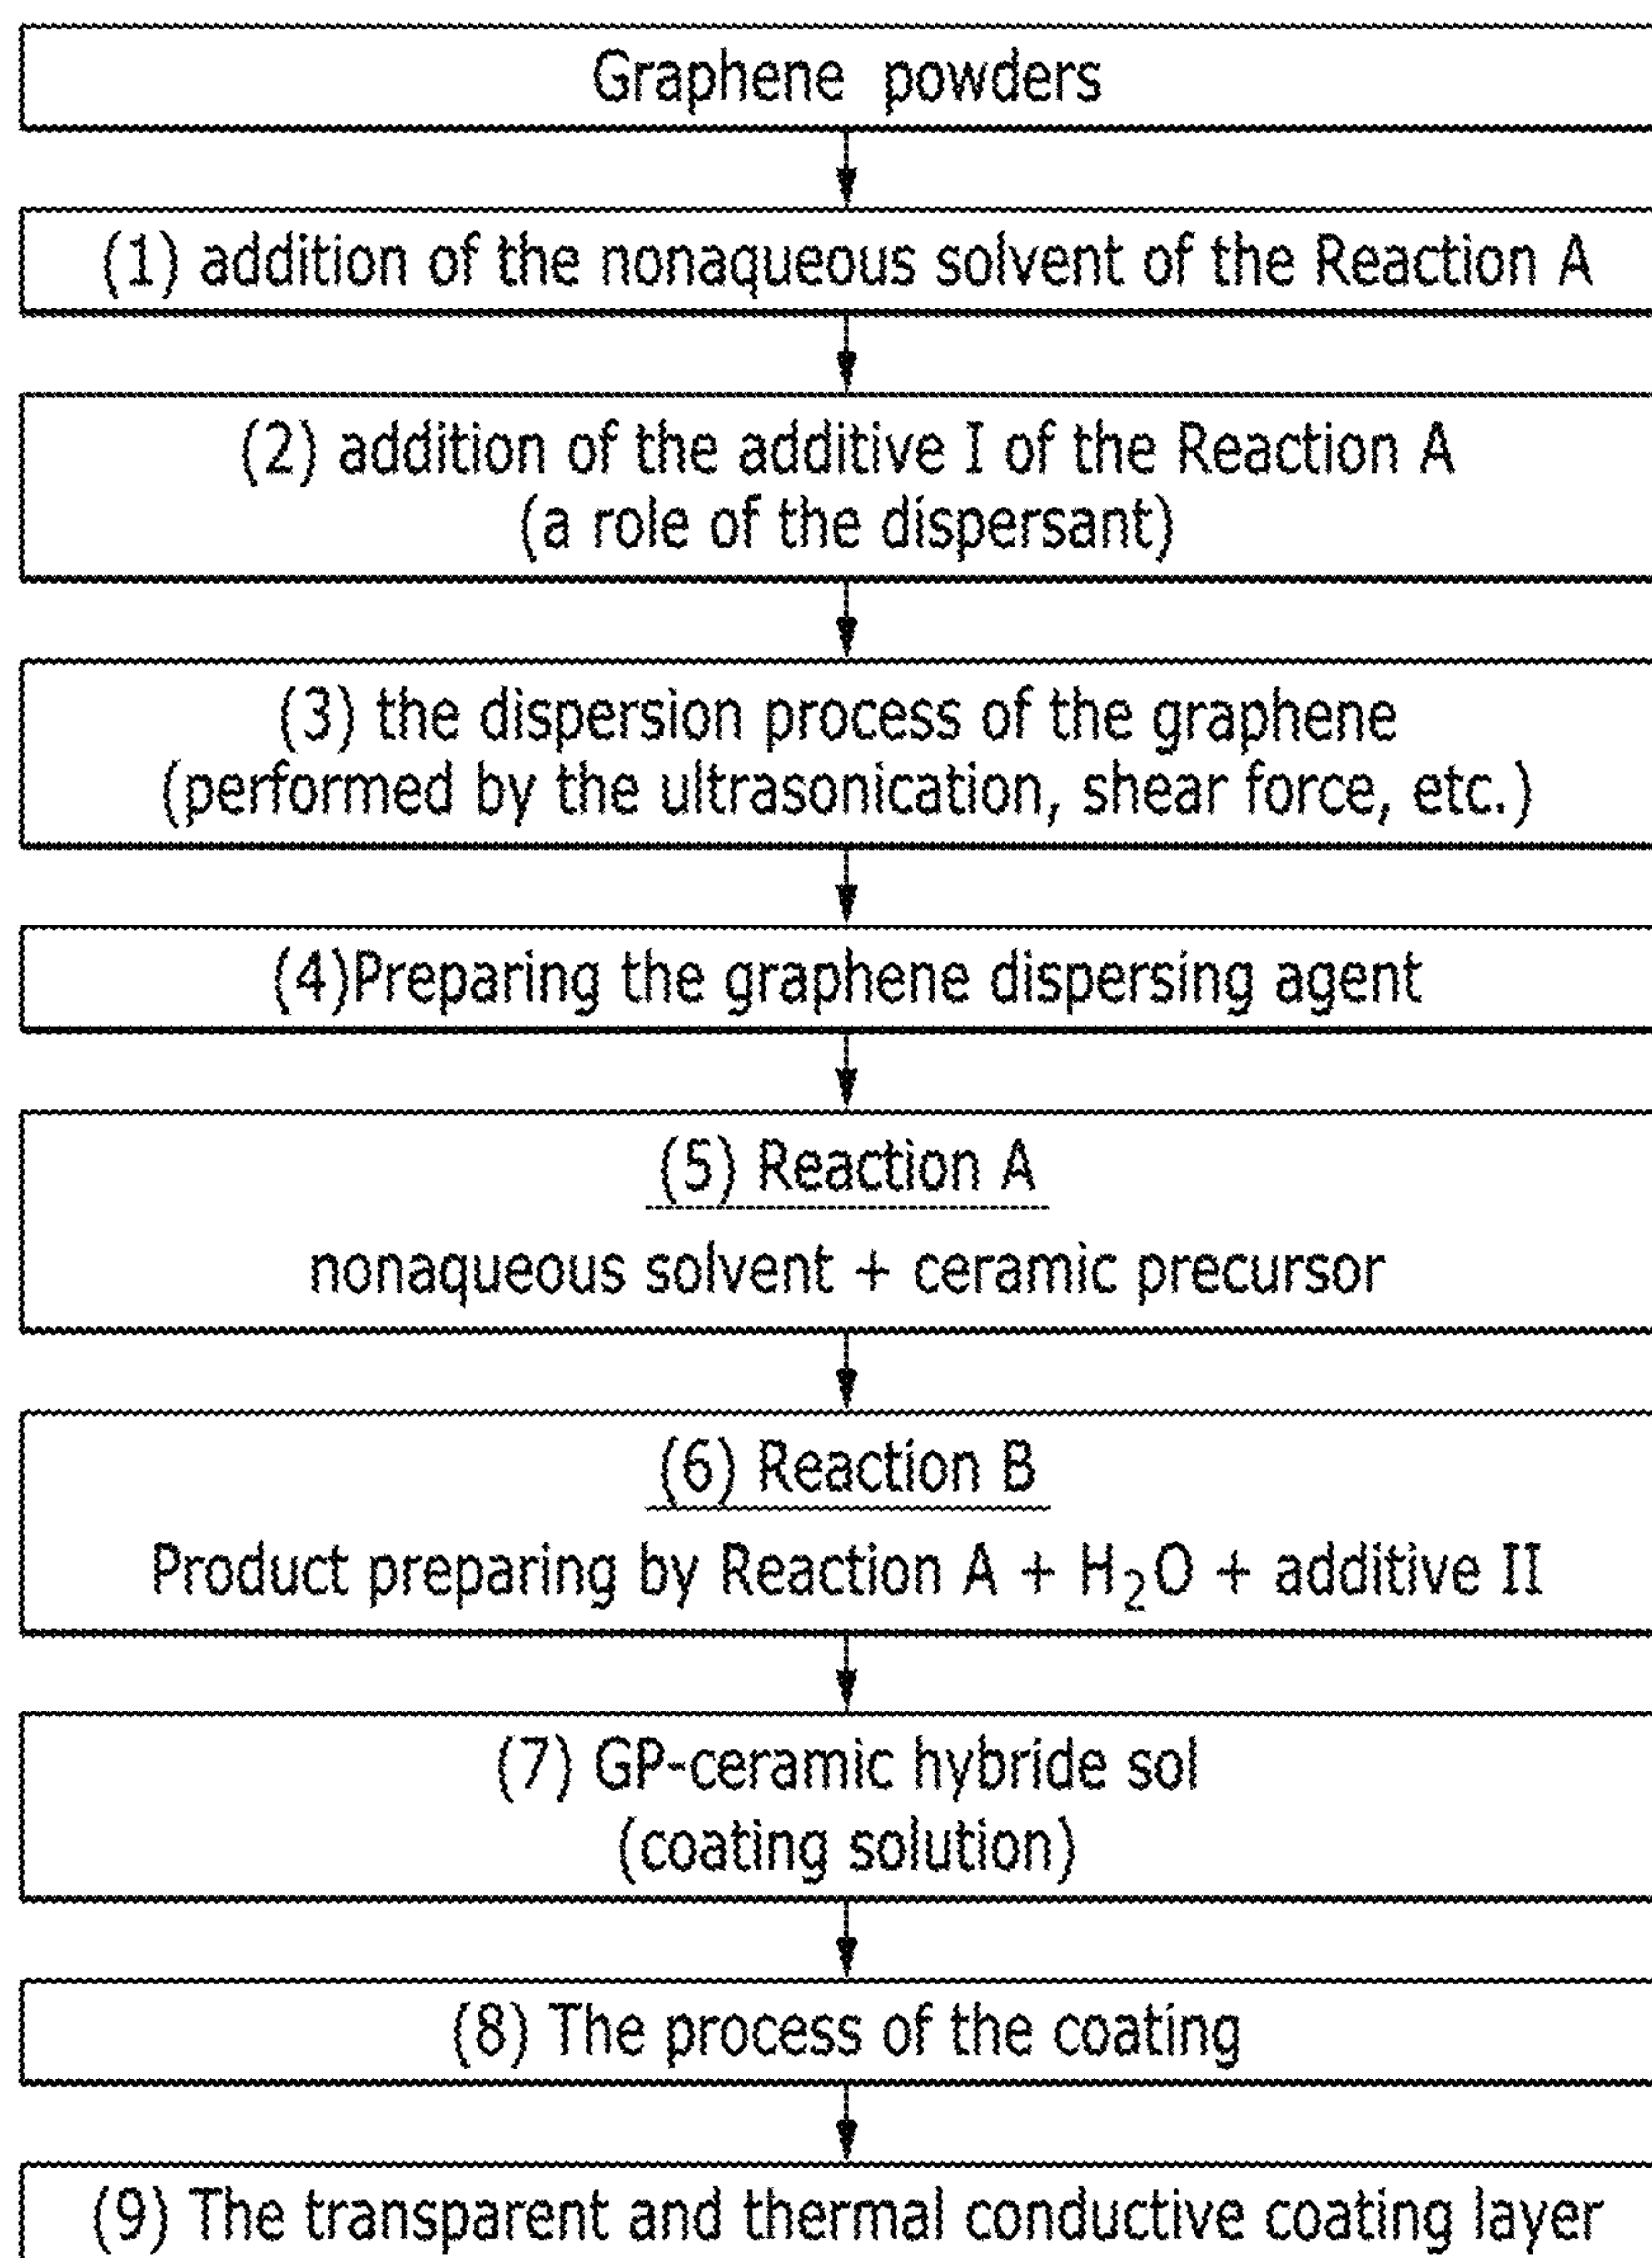 Graphene powders
(1) addition of the nonaqueous solvent of the Reaction A
(2) addition of the additive I of the Reaction A
(a role of the dispersant)
(3) the dispersion process of the graphene
(performed by the ultrasonication, shear force, etc.)
(4)Preparing the graphene dispersing agent
(5) Reaction A
nonaqueous solvent + ceramic precursor
(6) Reaction B
Product preparing by Reaction A + H₂O + additive II
(7) GP-ceramic hybride sol
(coating solution)
(8) The process of the coating
(9) The transparent and thermal conductive coating layer